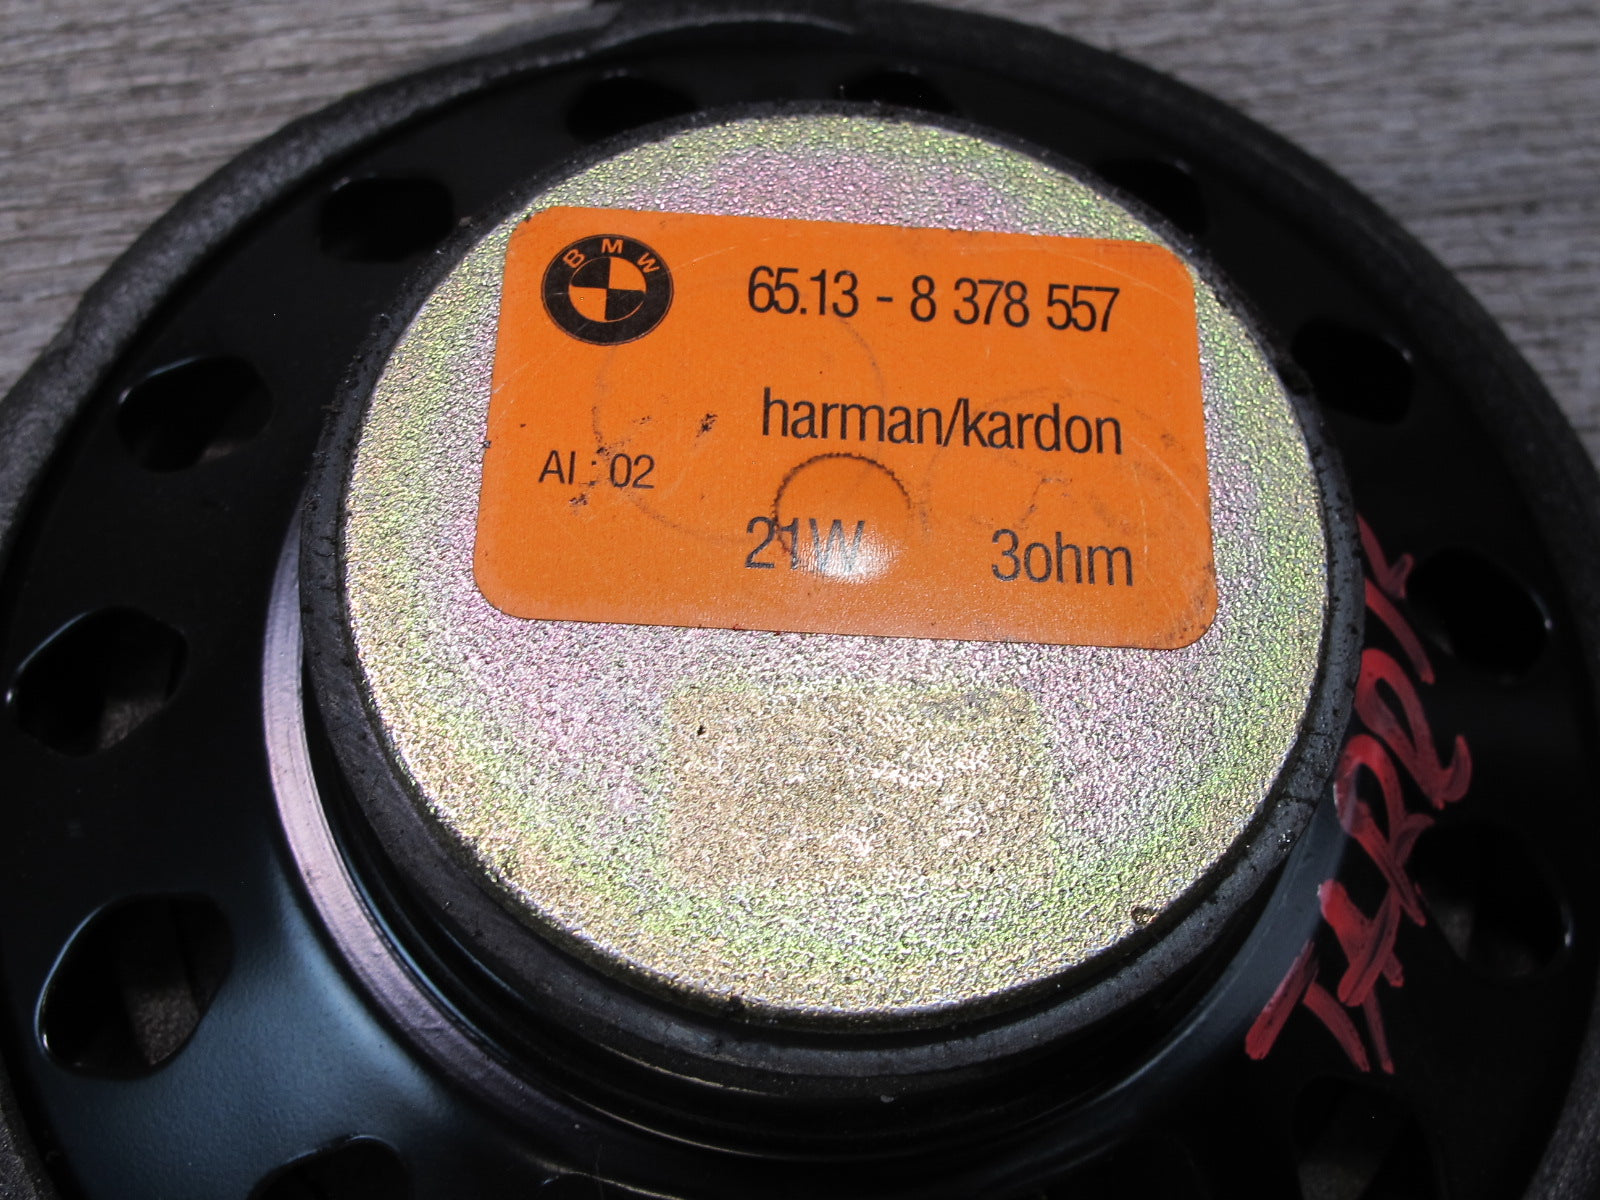 BMW
65.13 - 8 378 557
harman/kardon
AI : 02
21W 3ohm